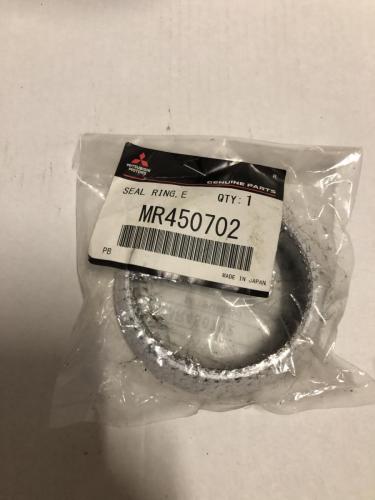 MITSUBISHI
MOTORS
GENUINE PARTS
SEAL RING,E QTY: 1
MR450702
PB
MADE IN JAPAN